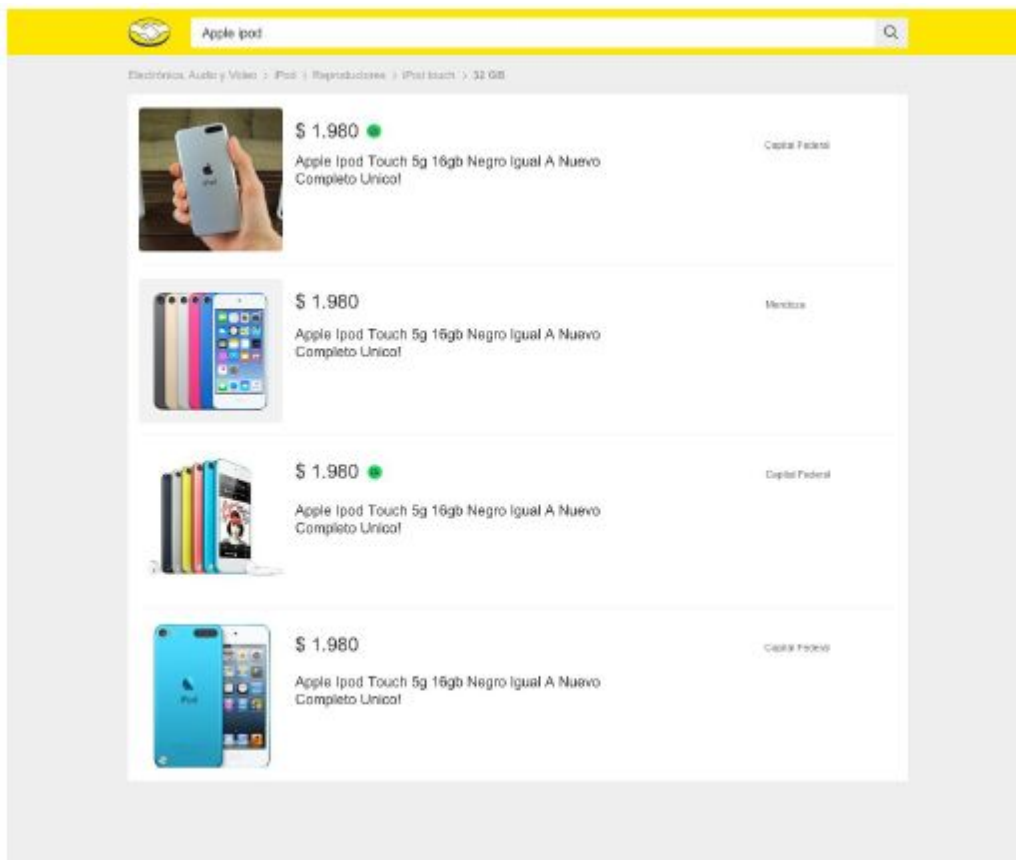 Apple ipod
Electrónica, Audio y Video > iPod > Reproductores > iPod touch > 32 GB
$ 1.980
Apple Ipod Touch 5g 16gb Negro Igual A Nuevo
Completo Unico!
Capital Federal
iPod
$ 1.980
Apple Ipod Touch 5g 16gb Negro Igual A Nuevo
Completo Unico!
Mendoza
$ 1.980
Apple Ipod Touch 5g 16gb Negro Igual A Nuevo
Completo Unico!
Capital Federal
$ 1.980
Apple Ipod Touch 5g 16gb Negro Igual A Nuevo
Completo Unico!
Capital Federal
iPod